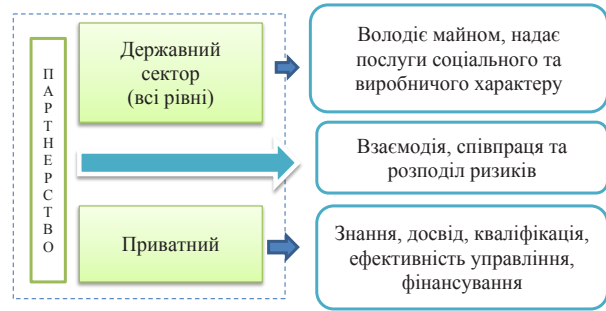 ПАРТНЕРСТВО
Державний
сектор
(всі рівні)
Володіє майном, надає
послуги соціального та
виробничого характеру
Взаємодія, співпраця та
розподіл ризиків
Приватний
Знання, досвід, кваліфікація,
ефективність управління,
фінансування